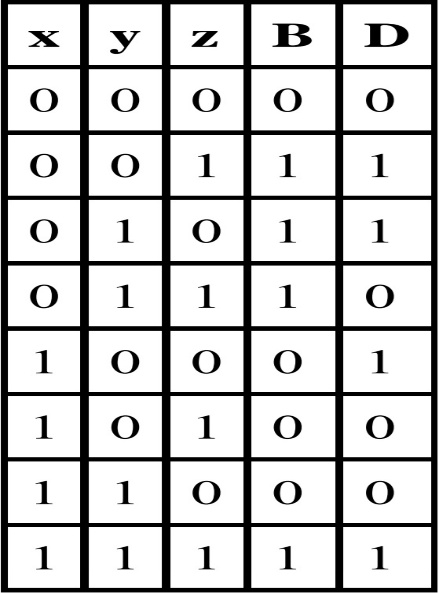 x y z B D
0 0 0 0 0
0 0 1 1 1
0 1 0 1 1
0 1 1 1 0
1 0 0 0 1
1 0 1 0 0
1 1 0 0 0
1 1 1 1 1